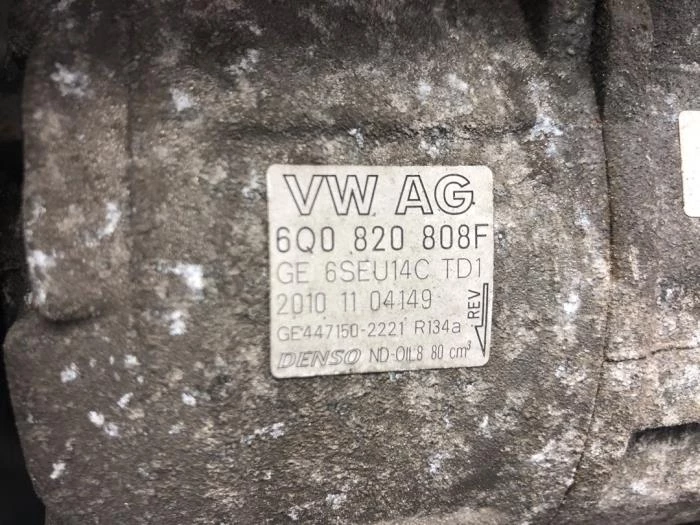 VW AG
6Q0 820 808F
GE 6SEU14C TD1
2010 11 04149
GE447150-2221 R134a
DENSO ND-OIL8 80 cm³
REV